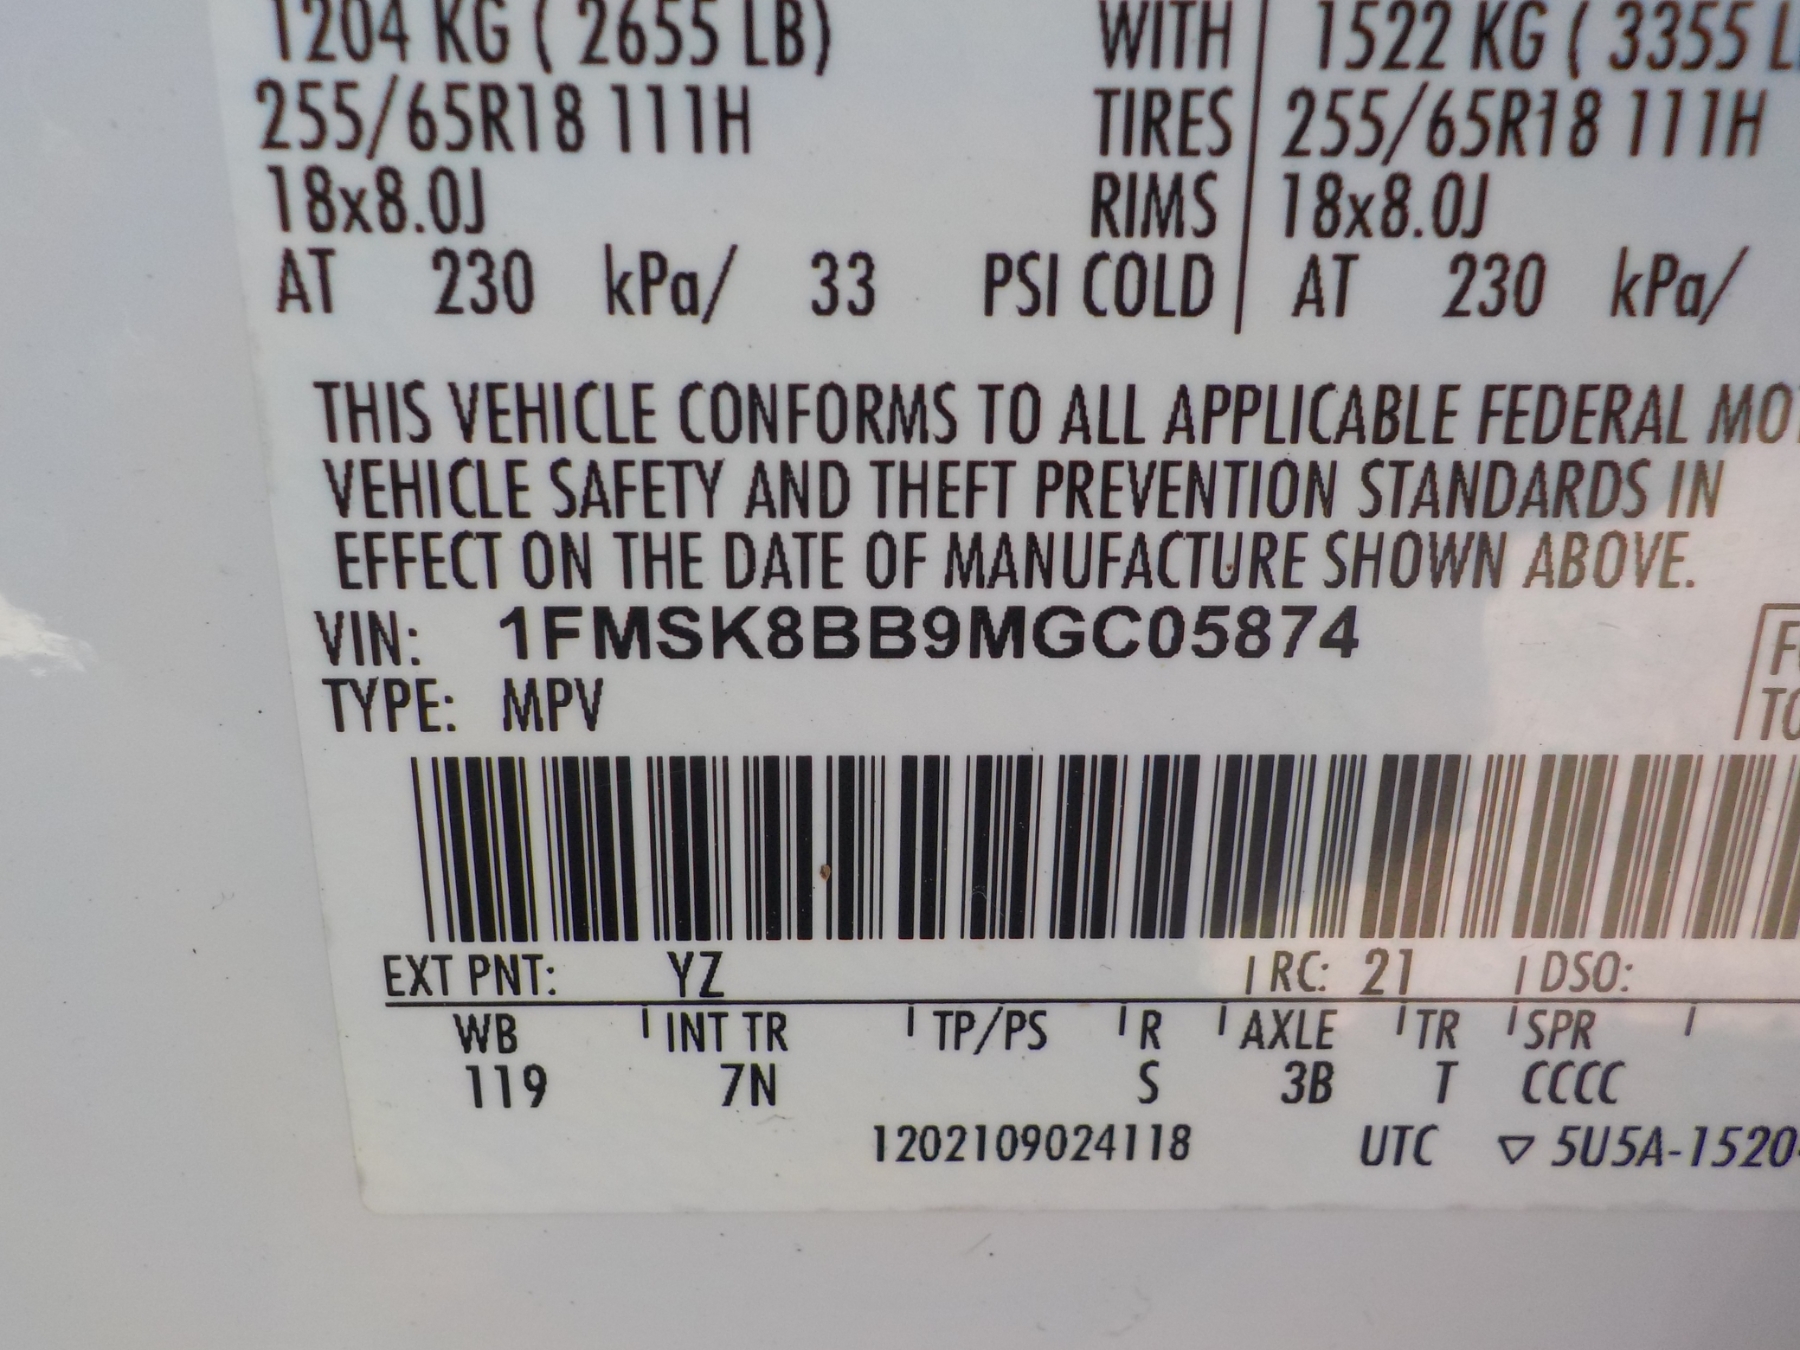 1204 KG ( 2655 LB) WITH 1522 KG ( 3355 L
255/65R18 111H TIRES 255/65R18 111H
18x8.0J RIMS 18x8.0J
AT 230 kPa/ 33 PSI COLD AT 230 kPa/
THIS VEHICLE CONFORMS TO ALL APPLICABLE FEDERAL MOT
VEHICLE SAFETY AND THEFT PREVENTION STANDARDS IN
EFFECT ON THE DATE OF MANUFACTURE SHOWN ABOVE.
VIN: 1FMSK8BB9MGC05874
TYPE: MPV
EXT PNT: YZ RC: 21 DSO:
WB INT TR TP/PS R AXLE TR SPR
119 7N S 3B T CCCC
1202109024118 UTC ▽ 5U5A-1520